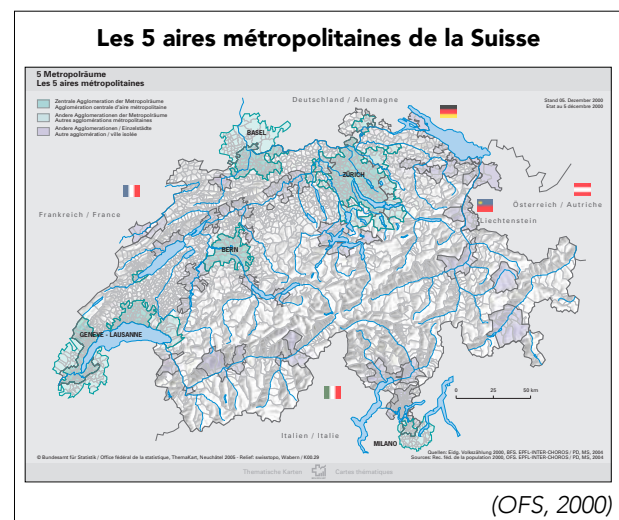 Les 5 aires métropolitaines de la Suisse
5 Metropolräume
Les 5 aires métropolitaines
Zentrale Agglomeration der Metropolräume
Agglomération centrale d'aire métropolitaine
Andere Agglomerationen der Metropolräume
Autres agglomérations métropolitaines
Andere Agglomerationen / Einzelstädte
Autre agglomération / ville isolée
Deutschland / Allemagne
Stand 05. Dezember 2000
Etat au 5 décembre 2000
BASEL
ZÜRICH
Frankreich / France
Österreich / Autriche
Liechtenstein
BERN
GENÈVE - LAUSANNE
0 25 50 km
Italien / Italie
MILANO
© Bundesamt für Statistik / Office fédéral de la statistique, ThemaKart, Neuchâtel 2005 - Relief: swisstopo, Wabern / K00.29
Quellen: Eidg. Volkszählung 2000, BFS. EPFL-INTER-CHOROS / PD, MS, 2004
Sources: Rec. féd. de la population 2000, OFS. EPFL-INTER-CHOROS / PD, MS, 2004
Thematische Karten Cartes thématiques
(OFS, 2000)